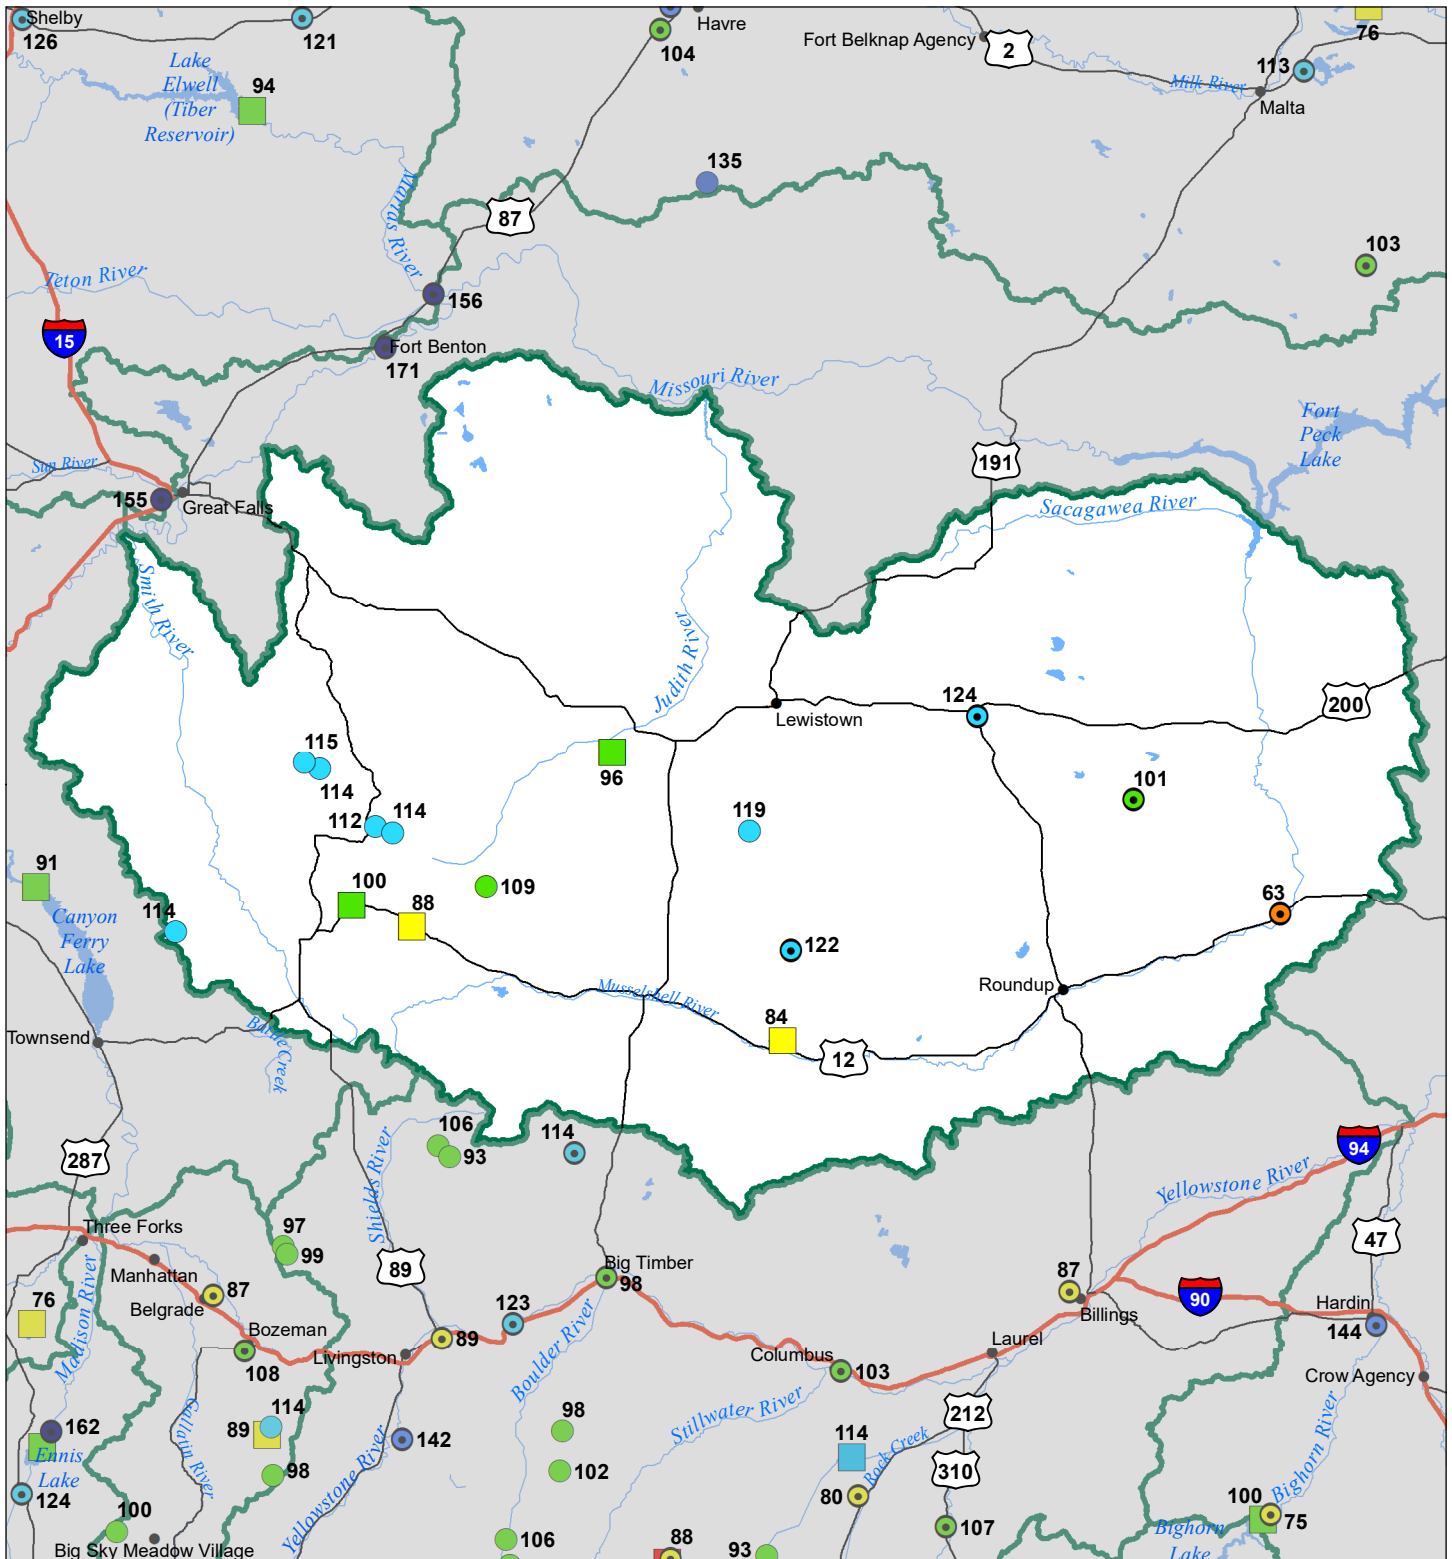 Shelby
126
121
Havre
104
Fort Belknap Agency
2
76
113
Milk River
Malta
Lake
Elwell
(Tiber
Reservoir)
94
135
Marias River
87
103
Teton River
156
15
Fort Benton
171
Missouri River
Fort
Peck
Lake
191
Sun River
155
Great Falls
Sacagawea River
Smith River
Judith River
124
200
Lewistown
115
114
96
101
112
114
119
91
100
88
109
63
114
122
Canyon
Ferry
Lake
Roundup
Musselshell River
84
12
Townsend
Battle Creek
106
93
114
94
287
Shields River
Yellowstone River
Three Forks
97
99
47
Manhattan
89
Big Timber
98
87
90
Belgrade
87
Billings
Hardin
76
Madison River
Bozeman
123
144
108
Livingston
89
Boulder River
Columbus
103
Laurel
Crow Agency
114
89
98
Stillwater River
212
162
Ennis
Lake
Gallatin River
142
114
Rock Creek
310
98
102
Yellowstone River
124
80
Bighorn River
100
75
100
106
88
93
107
Bighorn
Lake
Big Sky Meadow Village